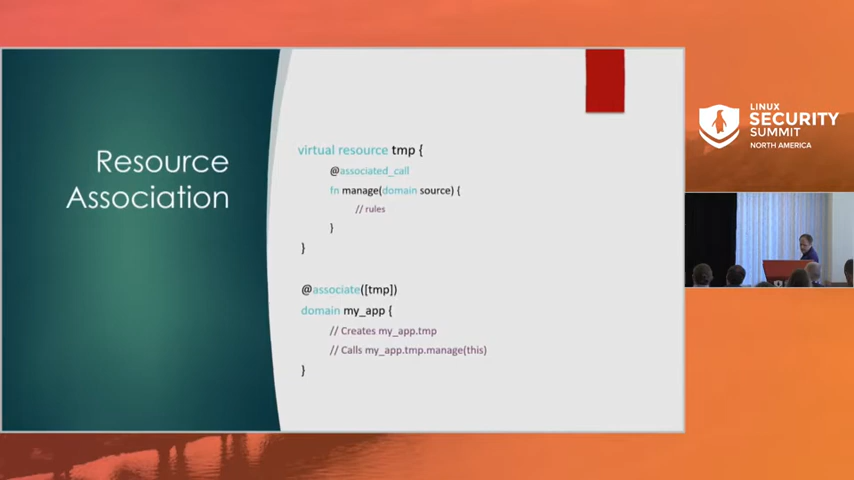 Resource
Association
virtual resource tmp {
@associated_call
fn manage(domain source) {
// rules
}
}
@associate([tmp])
domain my_app {
// Creates my_app.tmp
// Calls my_app.tmp.manage(this)
}
LINUX
SECURITY
SUMMIT
NORTH AMERICA